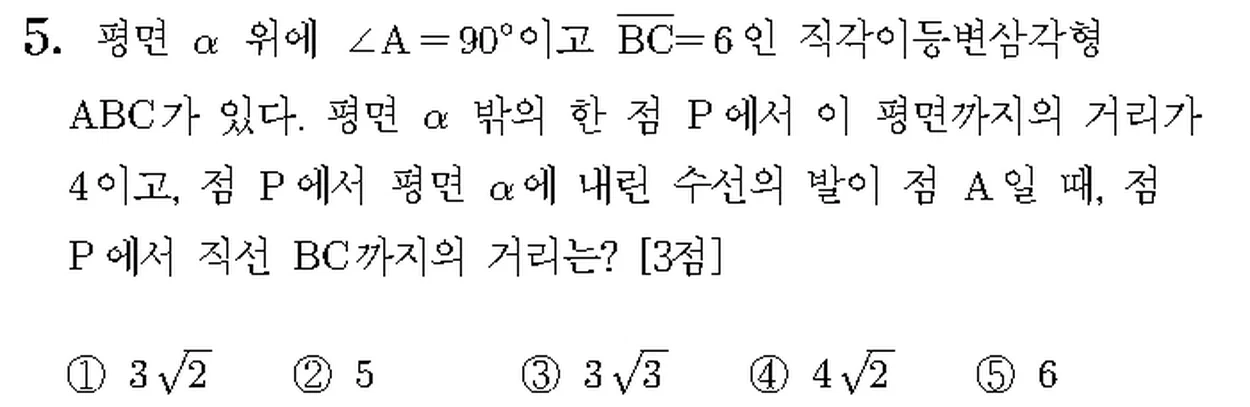 5. 평면 α 위에 ∠A=90°이고 BC=6인 직각이등변삼각형
ABC가 있다. 평면 α 밖의 한 점 P에서 이 평면까지의 거리가
4이고, 점 P에서 평면 α에 내린 수선의 발이 점 A일 때, 점
P에서 직선 BC까지의 거리는? [3점]
① 3√2 ② 5 ③ 3√3 ④ 4√2 ⑤ 6